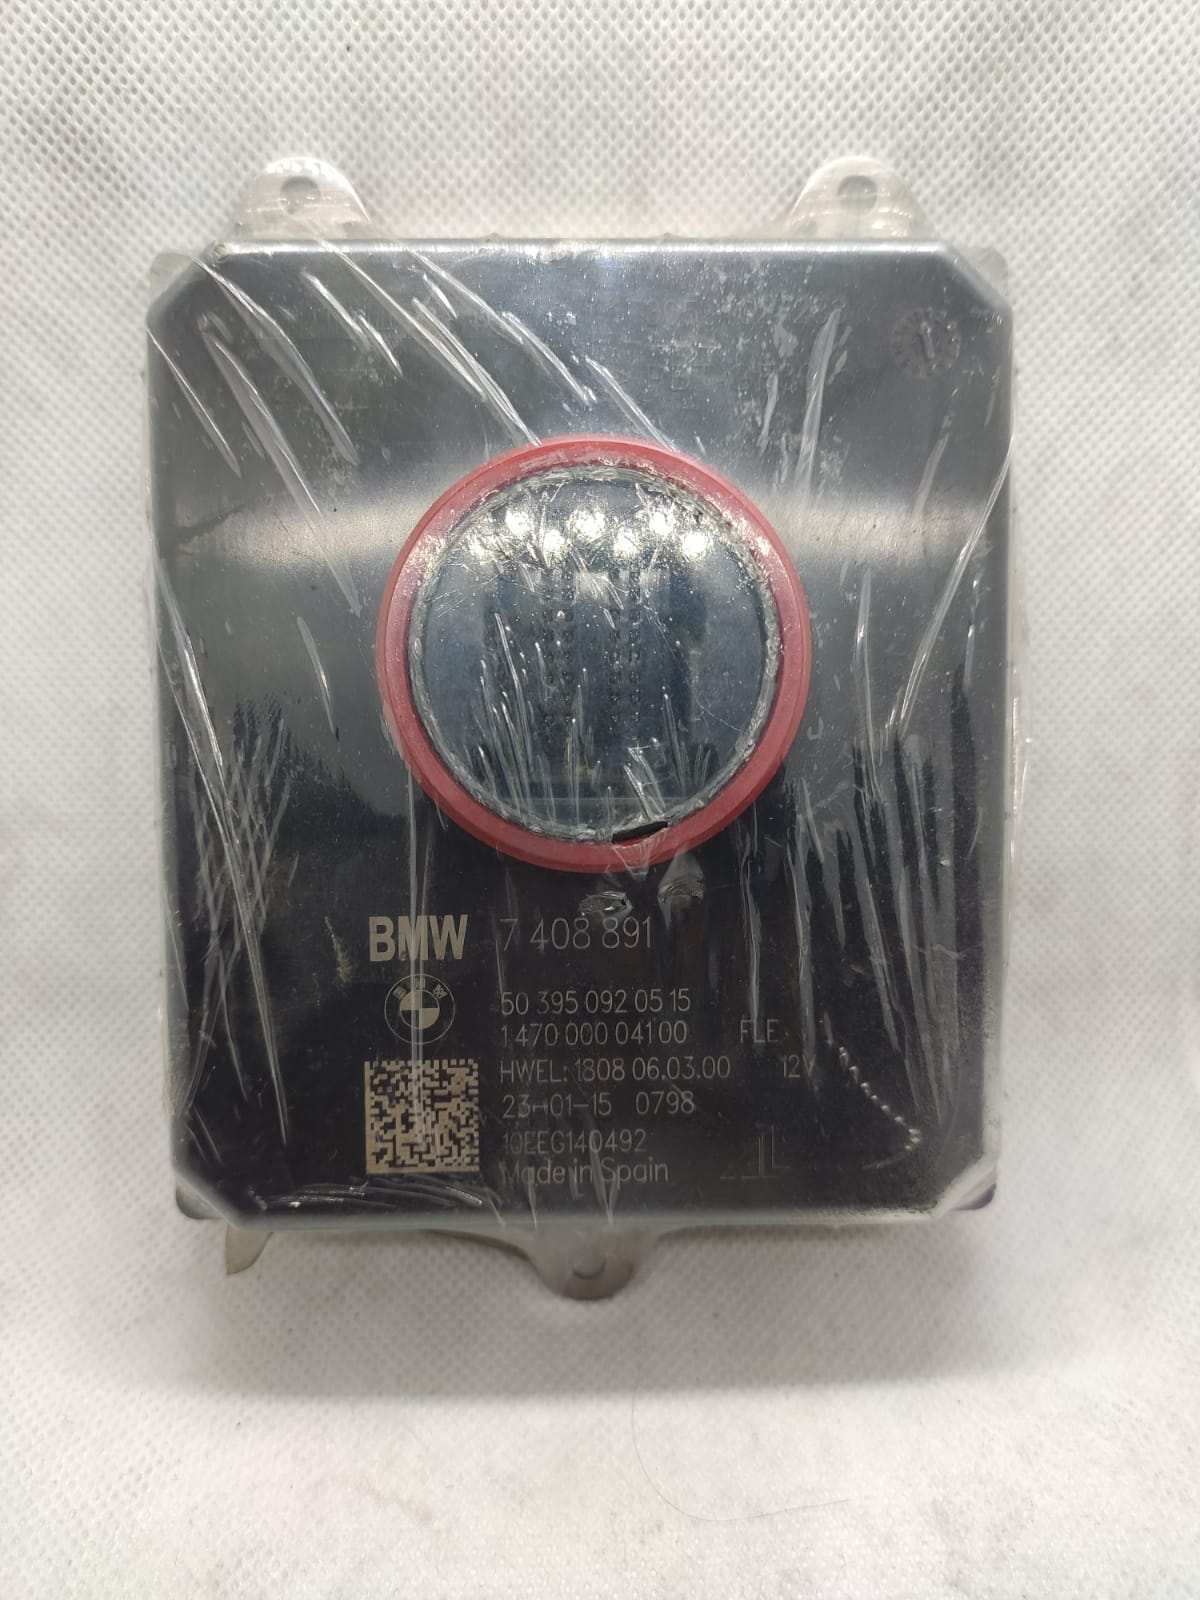 BMW 7 408 891
50 395 092 05 15
1 470 000 041 00 FLE
HWEL: 1808 06.03.00 12V
23-01-15 0798
10EEG140492
Made in Spain